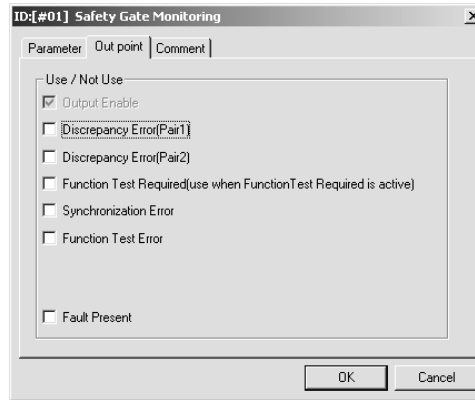 ID:[#01] Safety Gate Monitoring
Parameter Out point Comment
Use / Not Use
Output Enable
Discrepancy Error(Pair1)
Discrepancy Error(Pair2)
Function Test Required(use when FunctionTest Required is active)
Synchronization Error
Function Test Error
Fault Present
OK Cancel